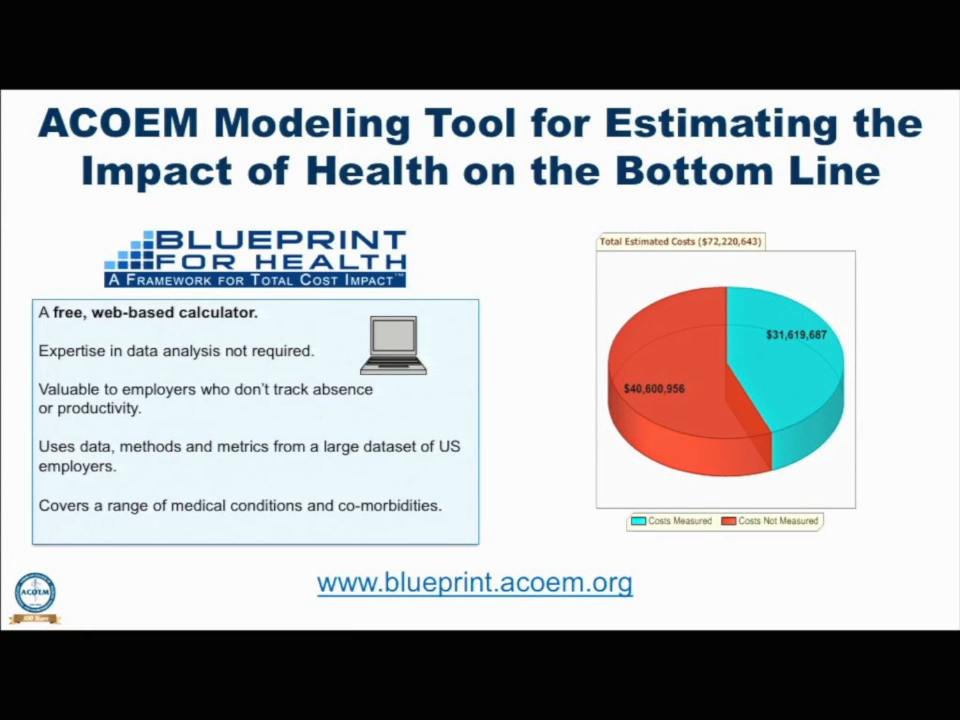 ACOEM Modeling Tool for Estimating the
Impact of Health on the Bottom Line
BLUEPRINT
FOR HEALTH
A FRAMEWORK FOR TOTAL COST IMPACT™
A free, web-based calculator.
Expertise in data analysis not required.
Valuable to employers who don't track absence
or productivity.
Uses data, methods and metrics from a large dataset of US
employers.
Covers a range of medical conditions and co-morbidities.
Total Estimated Costs ($72,220,643)
$31,619,687
$40,600,956
Costs Measured
Costs Not Measured
www.blueprint.acoem.org
ACOEM
100 Years